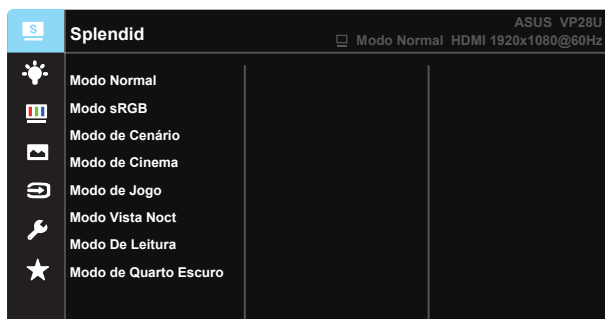 S
Splendid
ASUS VP28U
Modo Normal HDMI 1920x1080@60Hz
Modo Normal
Modo sRGB
Modo de Cenário
Modo de Cinema
Modo de Jogo
Modo Vista Noct
Modo De Leitura
Modo de Quarto Escuro